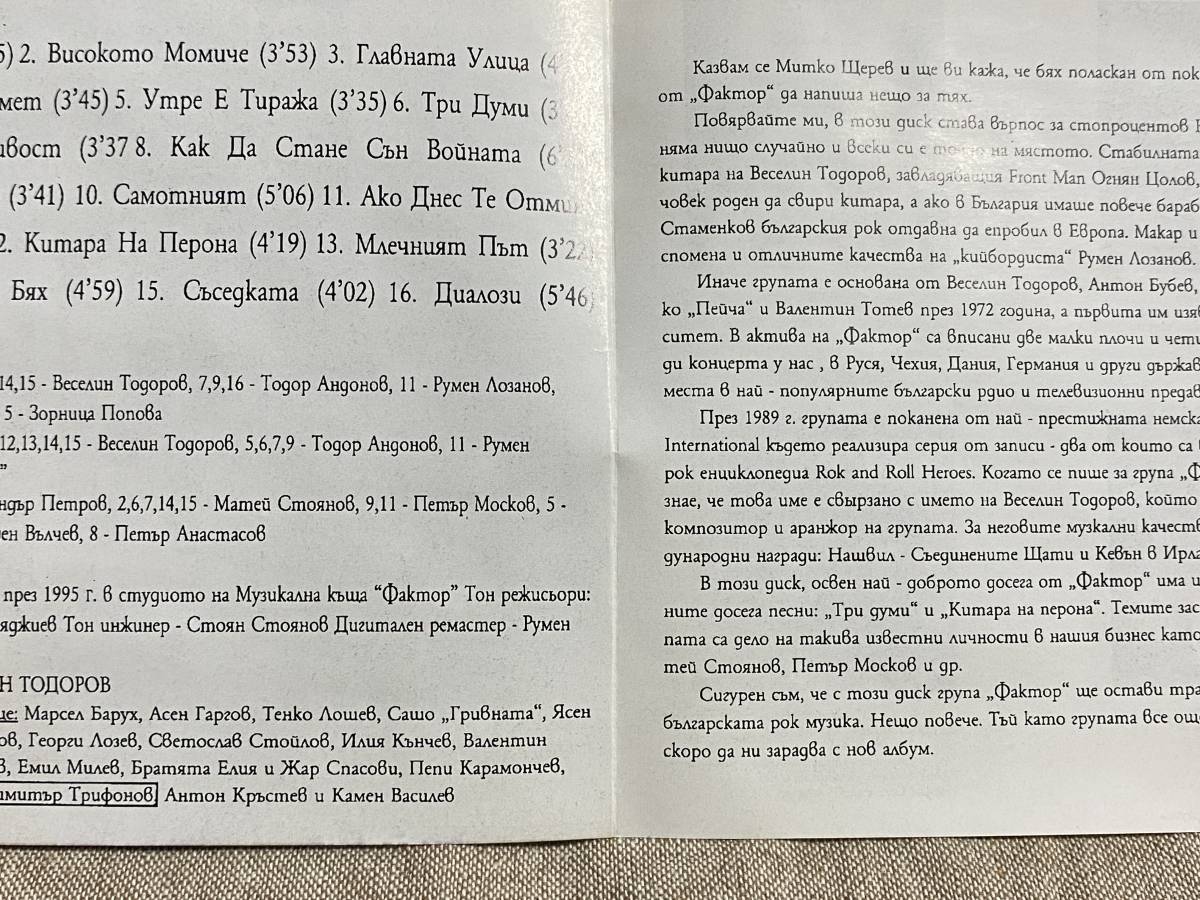 5) 2. Високото Момиче (3’53) 3. Главната Улица (4
мет (3’45) 5. Утре Е Тиража (3’35) 6. Три Думи (3
ивост (3’37 8. Как Да Стане Сън Войната (6
(3’41) 10. Самотният (5’06) 11. Ако Днес Те Отми
2. Китара На Перона (4’19) 13. Млечният Път (3’22)
Бях (4’59) 15. Съседката (4’02) 16. Диалози (5’46)
14,15 - Веселин Тодоров, 7,9,16 - Тодор Андонов, 11 - Румен Лозанов,
5 - Зорница Попова
12,13,14,15 - Веселин Тодоров, 5,6,7,9 - Тодор Андонов, 11 - Румен
”
ндър Петров, 2,6,7,14,15 - Матей Стоянов, 9,11 - Петър Москов, 5 -
ен Вълчев, 8 - Петър Анастасов
през 1995 г. в студиото на Музикална къща “Фактор” Тон режисьори:
яджиев Тон инженер - Стоян Стоянов Дигитален ремастер - Румен
Н ТОДОРОВ
ще: Марсел Барух, Асен Гаргов, Тенко Лошев, Сашо „Гривната“, Ясен
ов, Георги Лозев, Светослав Стойлов, Илия Кънчев, Валентин
в, Емил Милев, Братята Елия и Жар Спасови, Пепи Карамончев,
имитър Трифонов, Антон Кръстев и Камен Василев
Казвам се Митко Щерев и ще ви кажа, че бях поласкан от пок
от „Фактор“ да напиша нещо за тях.
Повярвайте ми, в този диск става върпос за стопроцентов
няма нищо случайно и всеки си е точно на мястото. Стабилната
китара на Веселин Тодоров, завладяващия Front Man Огнян Цолов,
човек роден да свири китара, а ако в България имаше повече бараб
Стаменков българския рок отдавна да епробил в Европа. Макар и
спомена и отличните качества на „кийбордиста“ Румен Лозанов.
Иначе групата е основана от Веселин Тодоров, Антон Бубев,
ко „Пейча“ и Валентин Тотев през 1972 година, а първита им изяв
ситет. В актива на „Фактор“ са вписани две малки плочи и чети
ди концерта у нас , в Руся, Чехия, Дания, Германия и други държав
места в най - популярните български рдио и телевизионни предав
През 1989 г. групата е поканена от най - престижната немска
International където реализира серия от записи - два от които са
рок енциклопедиа Rok and Roll Heroes. Когато се пише за група „Ф
знае, че това име е свързано с името на Веселин Тодоров, който
композитор и аранжор на групата. За неговите музкални качеств
дународни награди: Нашвил - Съединените Щати и Кевън в Ирла
В този диск, освен най - доброто досега от „Фактор“ има и
ните досега песни: „Три думи“ и „Китара на перона“. Темите зас
пата са дело на такива известни личности в нашия бизнес като
тей Стоянов, Петър Москов и др.
Сигурен съм, че с този диск група „Фактор“ ще остави тра
българската рок музика. Нещо повече. Тъй като групата все още
скоро да ни зарадва с нов албум.